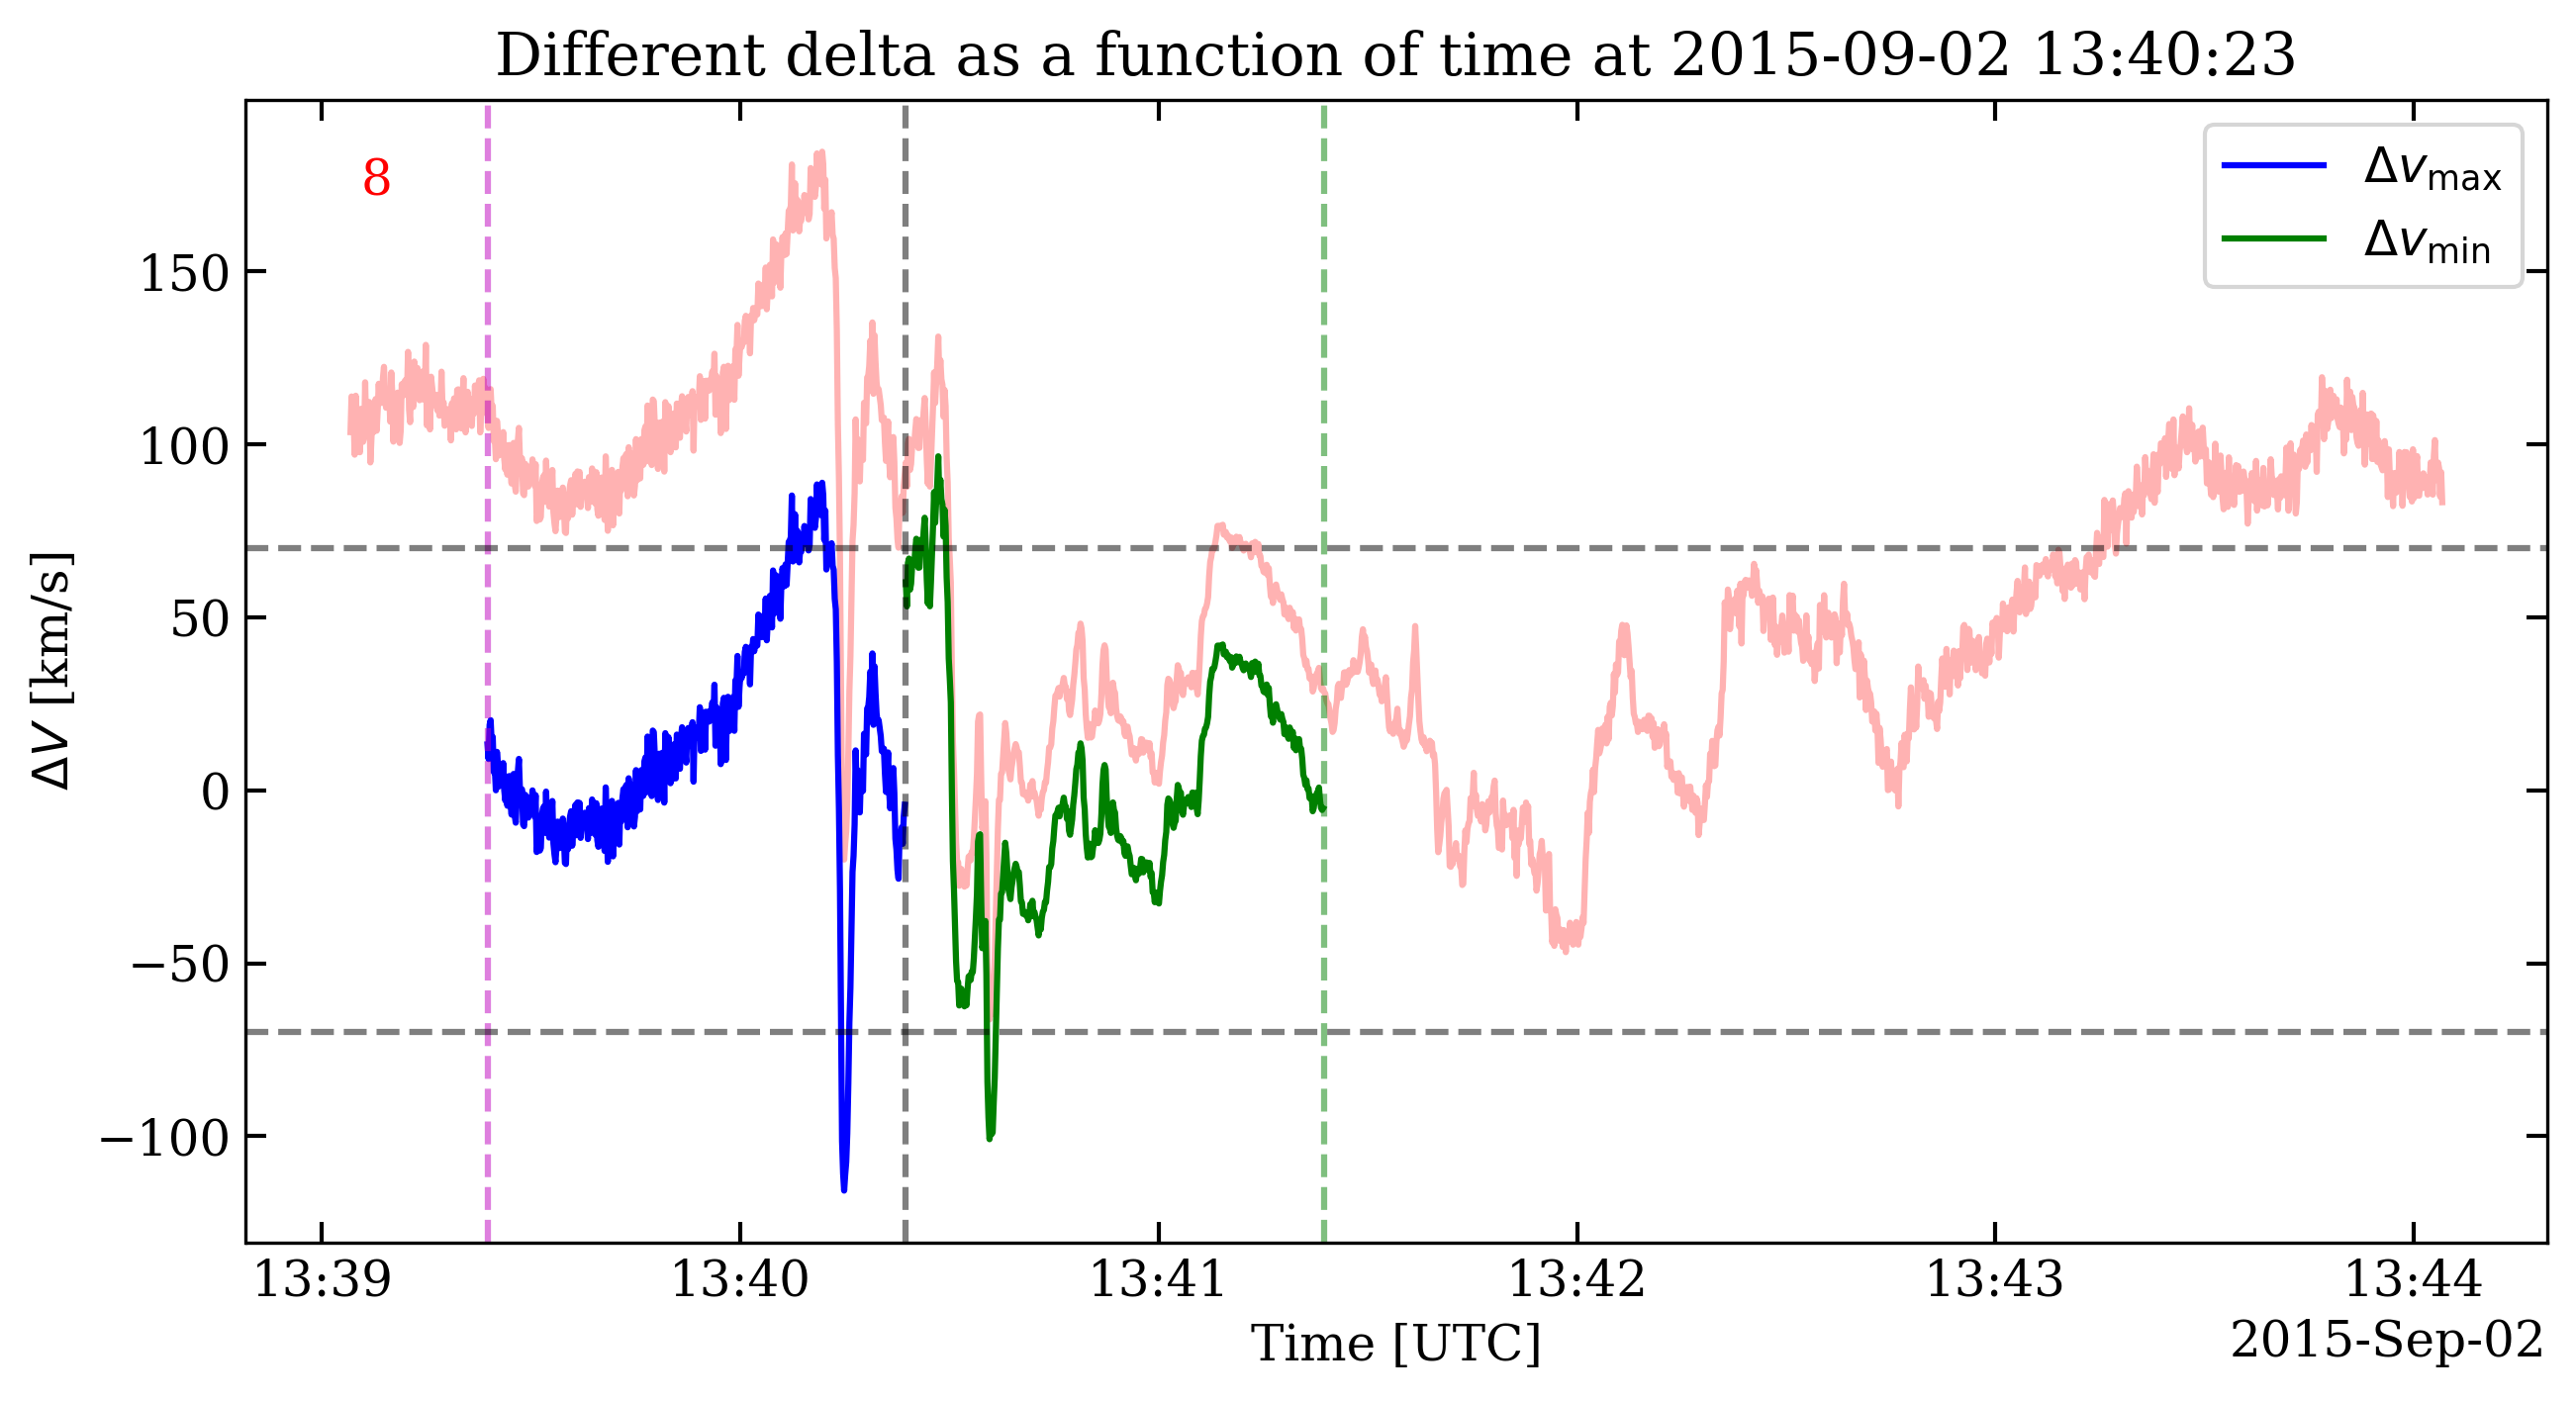 Different delta as a function of time at 2015-09-02 13:40:23
8
Δv_max
Δv_min
150
100
50
0
−50
−100
ΔV [km/s]
13:39 13:40 13:41 13:42 13:43 13:44
Time [UTC]
2015-Sep-02